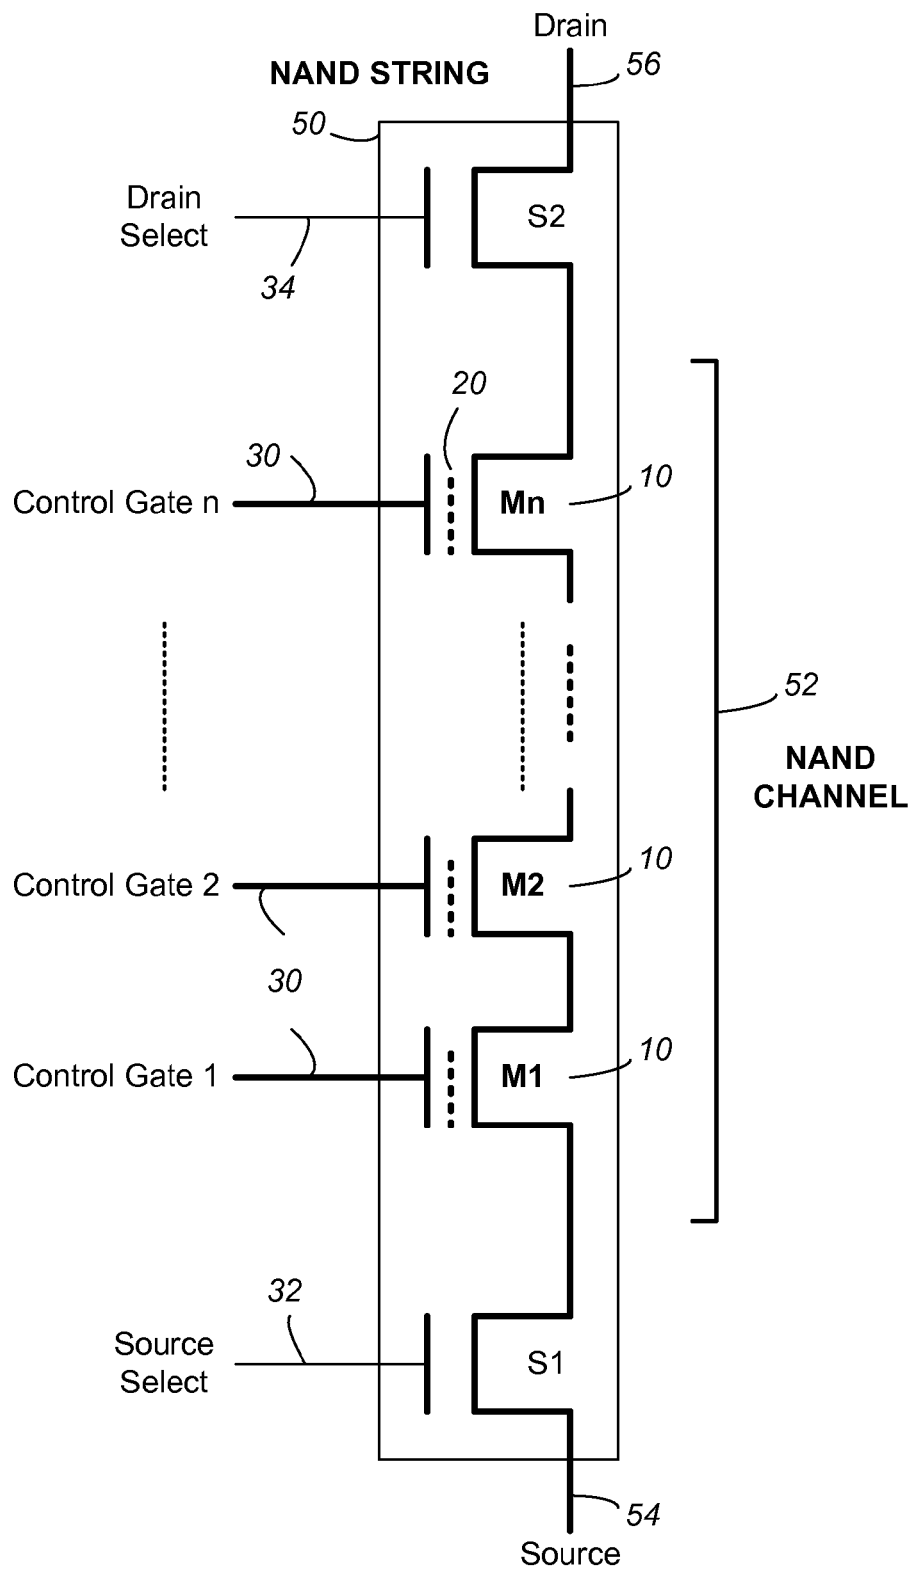 Drain
NAND STRING
56
50
Drain
Select
S2
34
20
30
10
Control Gate n
Mn
52
NAND
CHANNEL
10
Control Gate 2
M2
30
10
Control Gate 1
M1
32
Source
Select
S1
54
Source